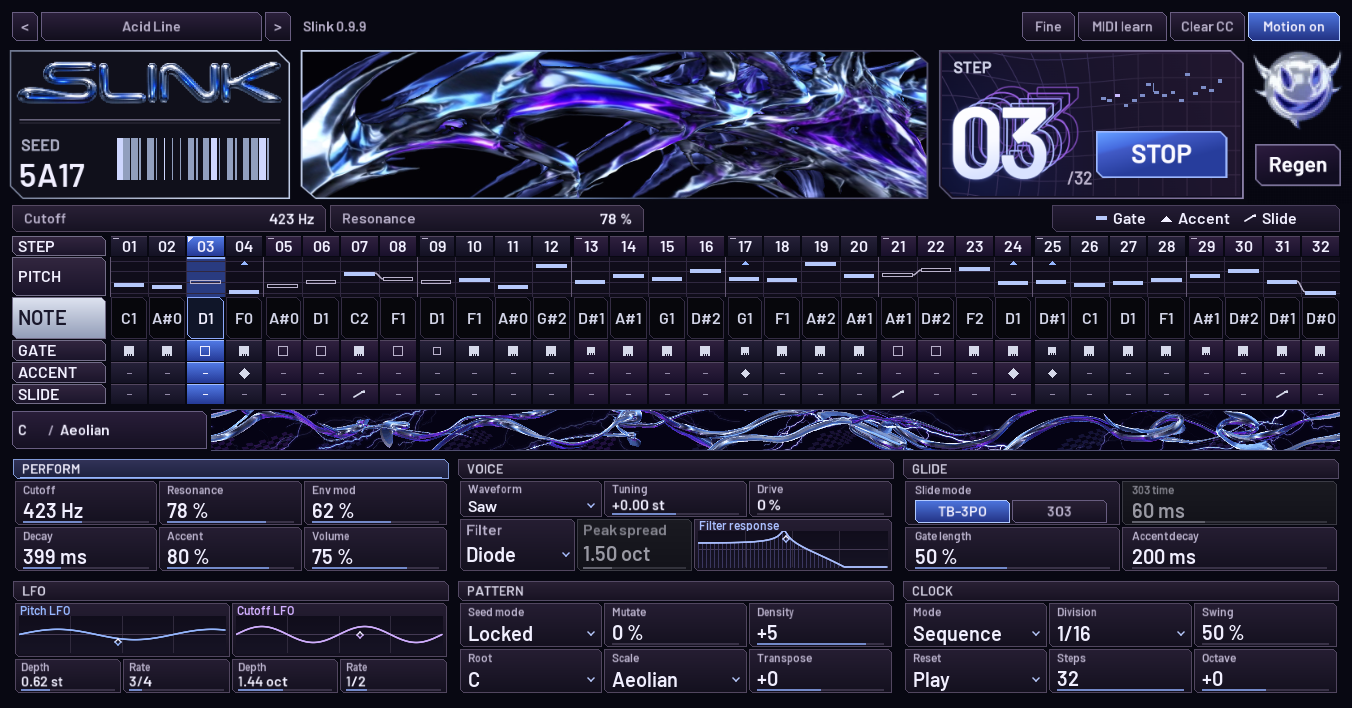 < Acid Line > Slink 0.9.9 Fine MIDI learn Clear CC Motion on
SLINK
SEED
5A17
STEP
03
/32
STOP
Regen
Cutoff 423 Hz Resonance 78 % Gate Accent Slide
STEP 01 02 03 04 05 06 07 08 09 10 11 12 13 14 15 16 17 18 19 20 21 22 23 24 25 26 27 28 29 30 31 32
PITCH
NOTE C1 A#0 D1 F0 A#0 D1 C2 F1 D1 F1 A#0 G#2 D#1 A#1 G1 D#2 G1 F1 A#2 A#1 A#1 D#2 F2 D1 D#1 C1 D1 F1 A#1 D#2 D#1 D#0
GATE
ACCENT
SLIDE
C / Aeolian
PERFORM
Cutoff Resonance Env mod
423 Hz 78 % 62 %
Decay Accent Volume
399 ms 80 % 75 %
VOICE
Waveform Tuning Drive
Saw +0.00 st 0 %
Filter Peak spread Filter response
Diode 1.50 oct
GLIDE
Slide mode 303 time
TB-3PO 303 60 ms
Gate length Accent decay
50 % 200 ms
LFO
Pitch LFO Cutoff LFO
Depth Rate Depth Rate
0.62 st 3/4 1.44 oct 1/2
PATTERN
Seed mode Mutate Density
Locked 0 % +5
Root Scale Transpose
C Aeolian +0
CLOCK
Mode Division Swing
Sequence 1/16 50 %
Reset Steps Octave
Play 32 +0